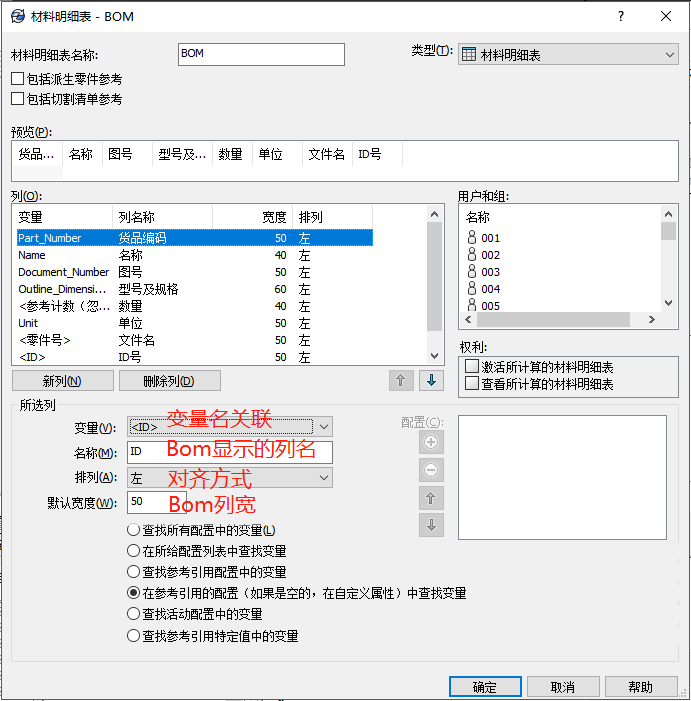 材料明细表 - BOM
材料明细表名称:
BOM
类型(T):
材料明细表
包括派生零件参考
包括切割清单参考
预览(P):
货品... 名称 图号 型号及... 数量 单位 文件名 ID号
列(O):
变量 列名称 宽度 排列
Part_Number 货品编码 50 左
Name 名称 40 左
Document_Number 图号 50 左
Outline_Dimensi... 型号及规格 60 左
<参考计数（忽... 数量 40 左
Unit 单位 50 左
<零件号> 文件名 50 左
<ID> ID号 50 左
用户和组:
名称
001
002
003
004
005
权利:
激活所计算的材料明细表
查看所计算的材料明细表
新列(N)
删除列(D)
所选列
变量(V):
<ID>
变量名关联
名称(M):
ID
Bom显示的列名
排列(A):
左
对齐方式
默认宽度(W):
50
Bom列宽
配置(C):
查找所有配置中的变量(L)
在所给配置列表中查找变量
查找参考引用配置中的变量
在参考引用的配置（如果是空的，在自定义属性）中查找变量
查找活动配置中的变量
查找参考引用特定值中的变量
确定
取消
帮助